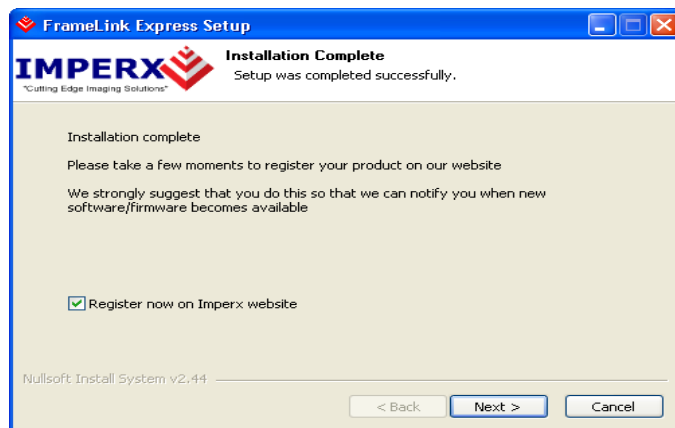 FrameLink Express Setup
IMPERX
"Cutting Edge Imaging Solutions"
Installation Complete
Setup was completed successfully.
Installation complete
Please take a few moments to register your product on our website
We strongly suggest that you do this so that we can notify you when new
software/firmware becomes available
Register now on Imperx website
Nullsoft Install System v2.44
< Back
Next >
Cancel